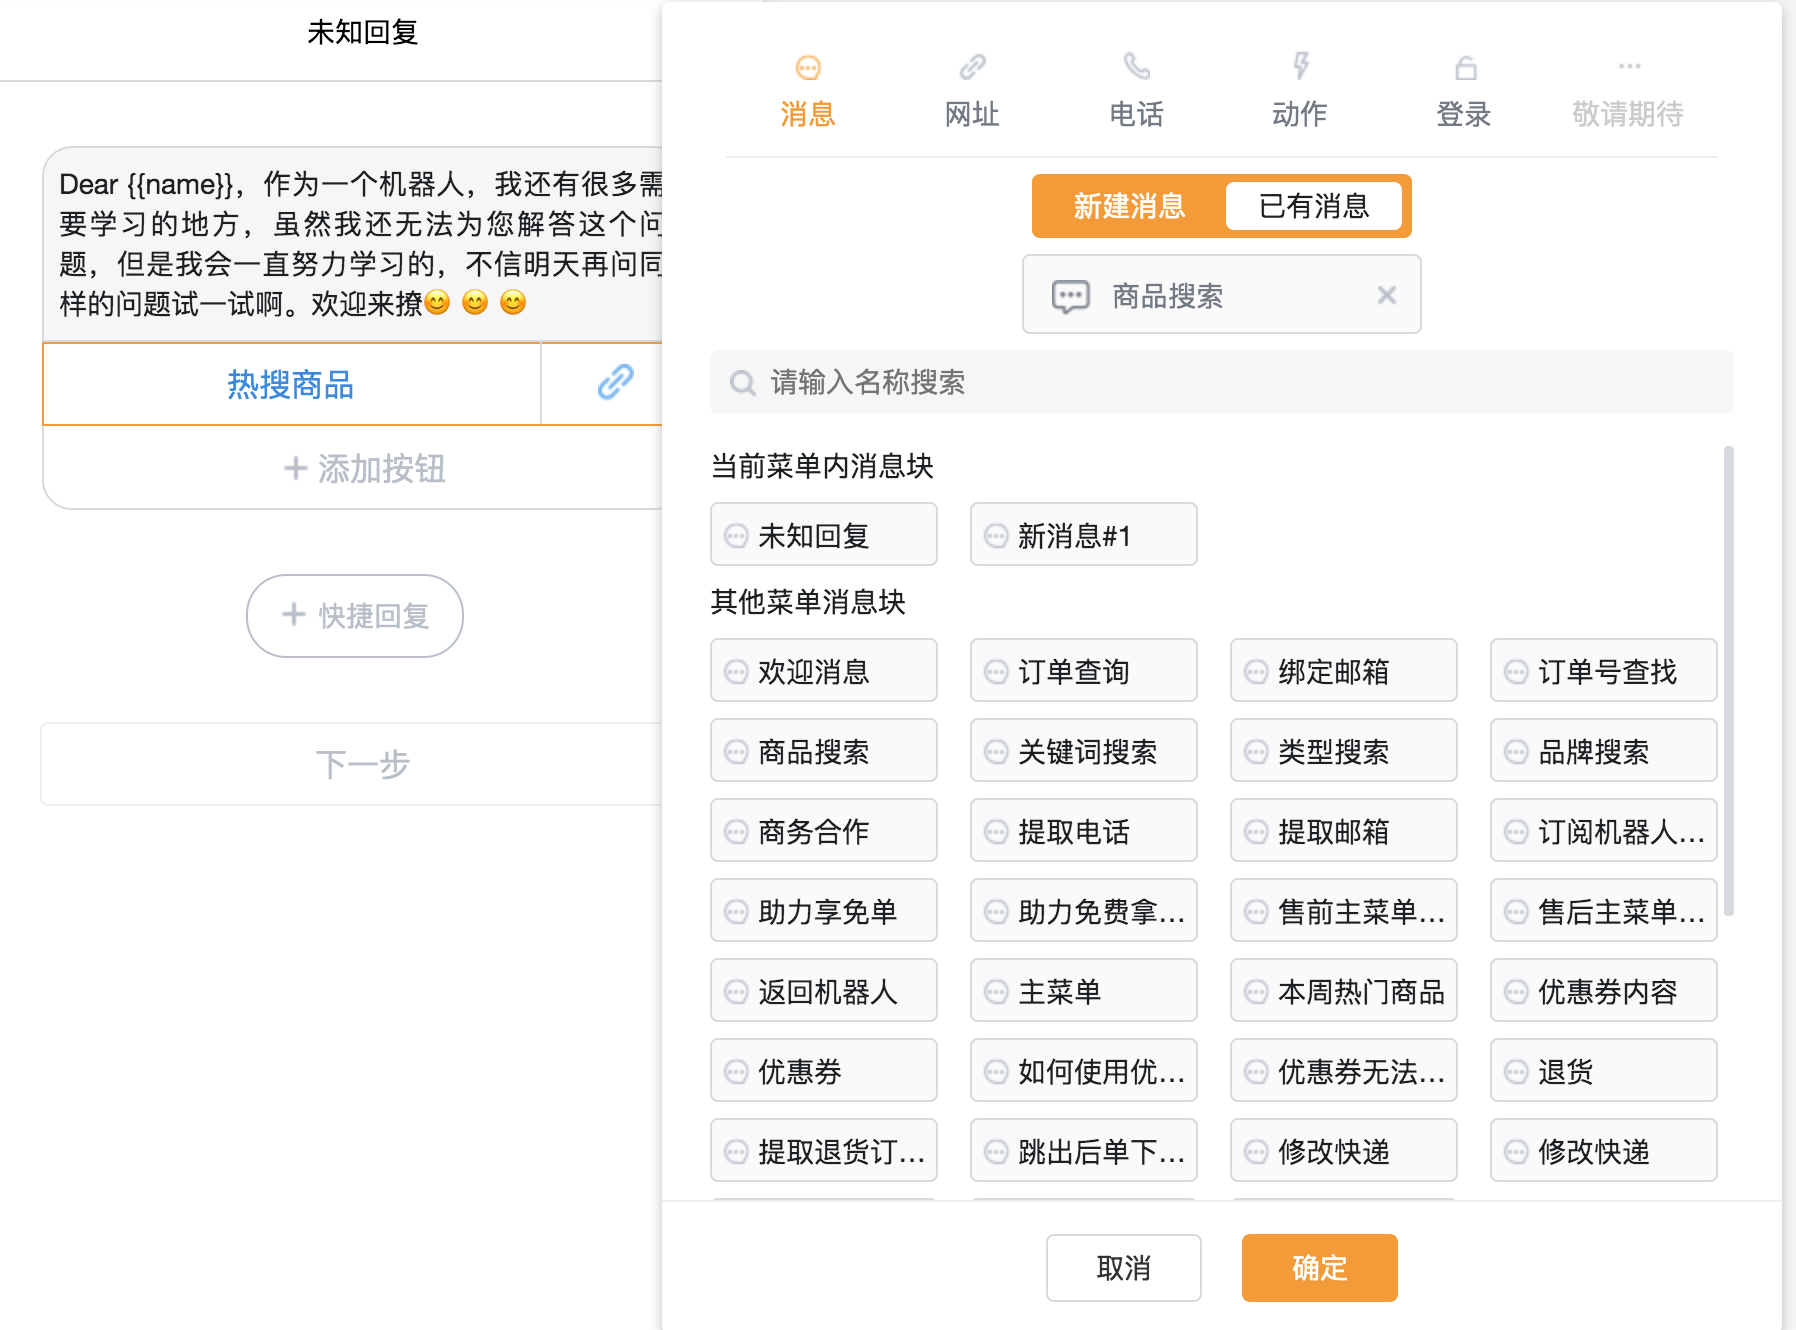 未知回复
Dear {{name}}，作为一个机器人，我还有很多需
要学习的地方，虽然我还无法为您解答这个问
题，但是我会一直努力学习的，不信明天再问同
样的问题试一试啊。欢迎来撩😊 😊 😊
热搜商品
+ 添加按钮
+ 快捷回复
下一步
消息 网址 电话 动作 登录 敬请期待
新建消息 已有消息
商品搜索 ×
请输入名称搜索
当前菜单内消息块
未知回复 新消息#1
其他菜单消息块
欢迎消息 订单查询 绑定邮箱 订单号查找
商品搜索 关键词搜索 类型搜索 品牌搜索
商务合作 提取电话 提取邮箱 订阅机器人...
助力享免单 助力免费拿... 售前主菜单... 售后主菜单...
返回机器人 主菜单 本周热门商品 优惠券内容
优惠券 如何使用优... 优惠券无法... 退货
提取退货订... 跳出后单下... 修改快递 修改快递
取消 确定